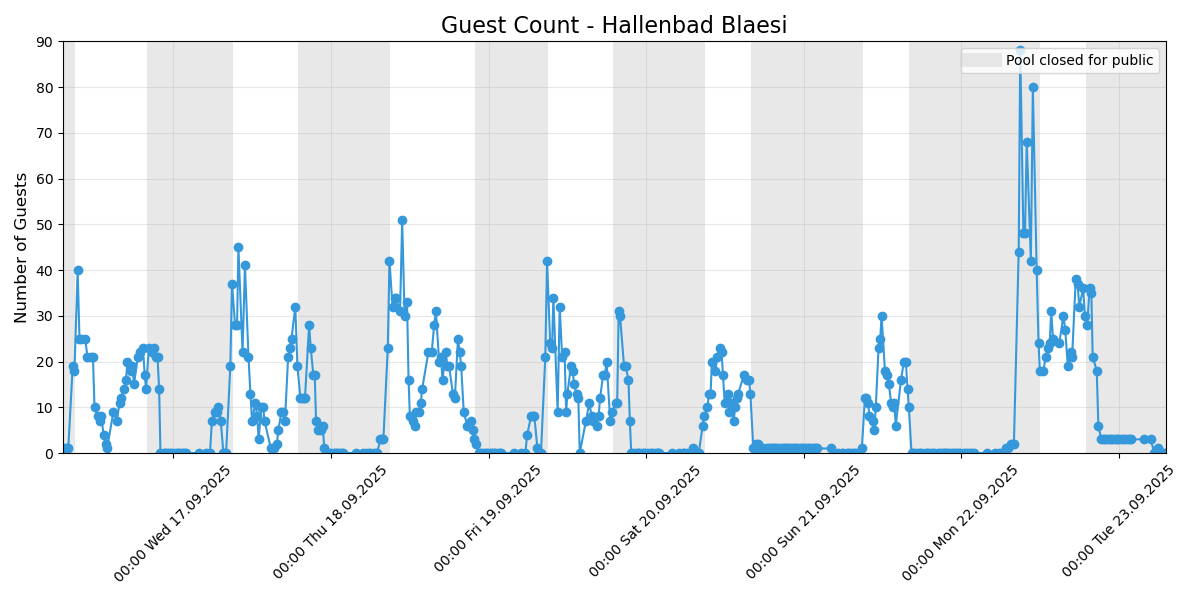 Guest Count - Hallenbad Blaesi
Pool closed for public
Number of Guests
90
80
70
60
50
40
30
20
10
0
00:00 Wed 17.09.2025
00:00 Thu 18.09.2025
00:00 Fri 19.09.2025
00:00 Sat 20.09.2025
00:00 Sun 21.09.2025
00:00 Mon 22.09.2025
00:00 Tue 23.09.2025